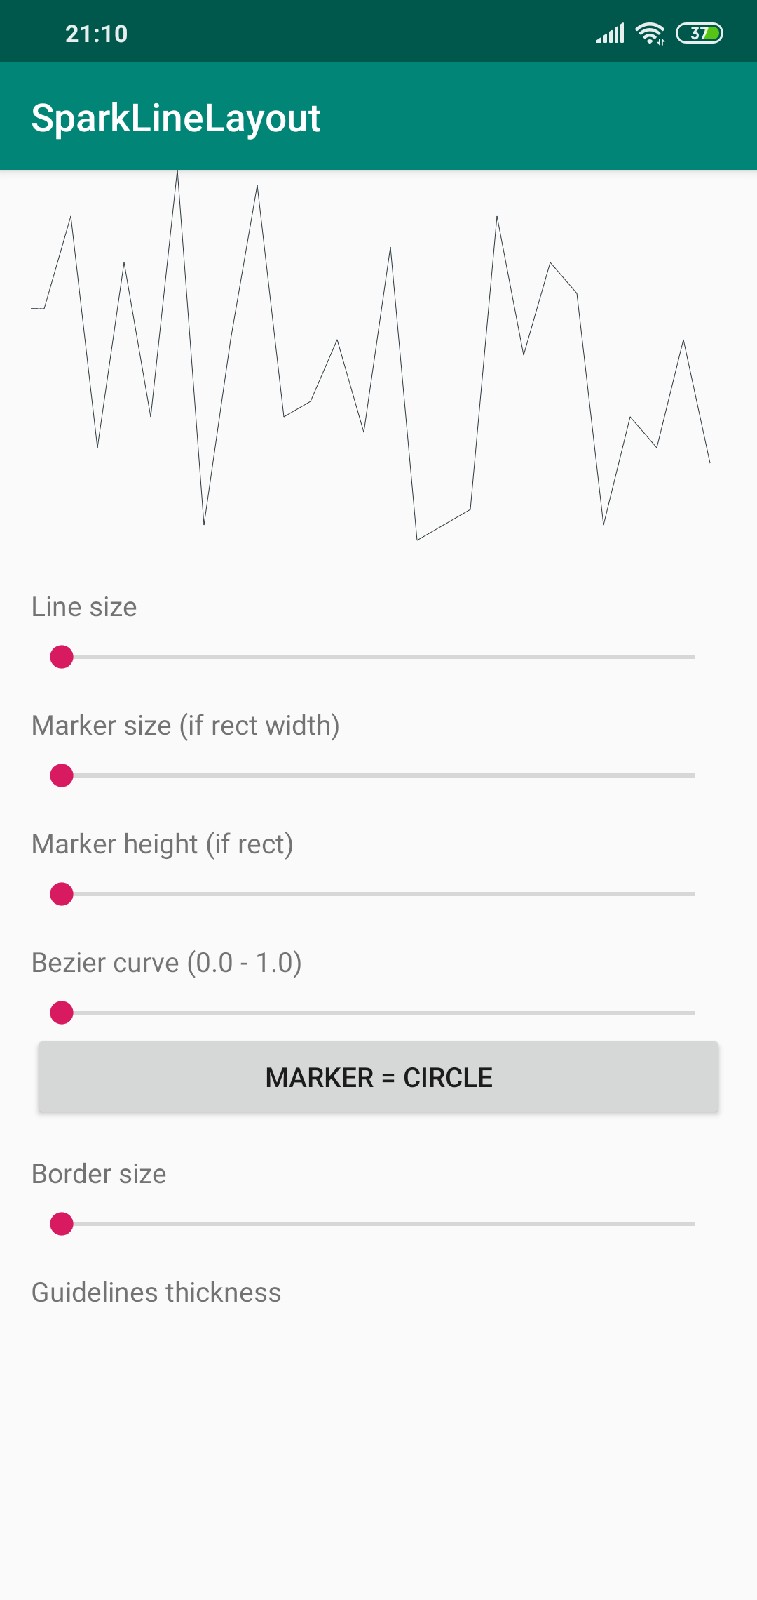 21:10
37
SparkLineLayout
Line size
Marker size (if rect width)
Marker height (if rect)
Bezier curve (0.0 - 1.0)
MARKER = CIRCLE
Border size
Guidelines thickness